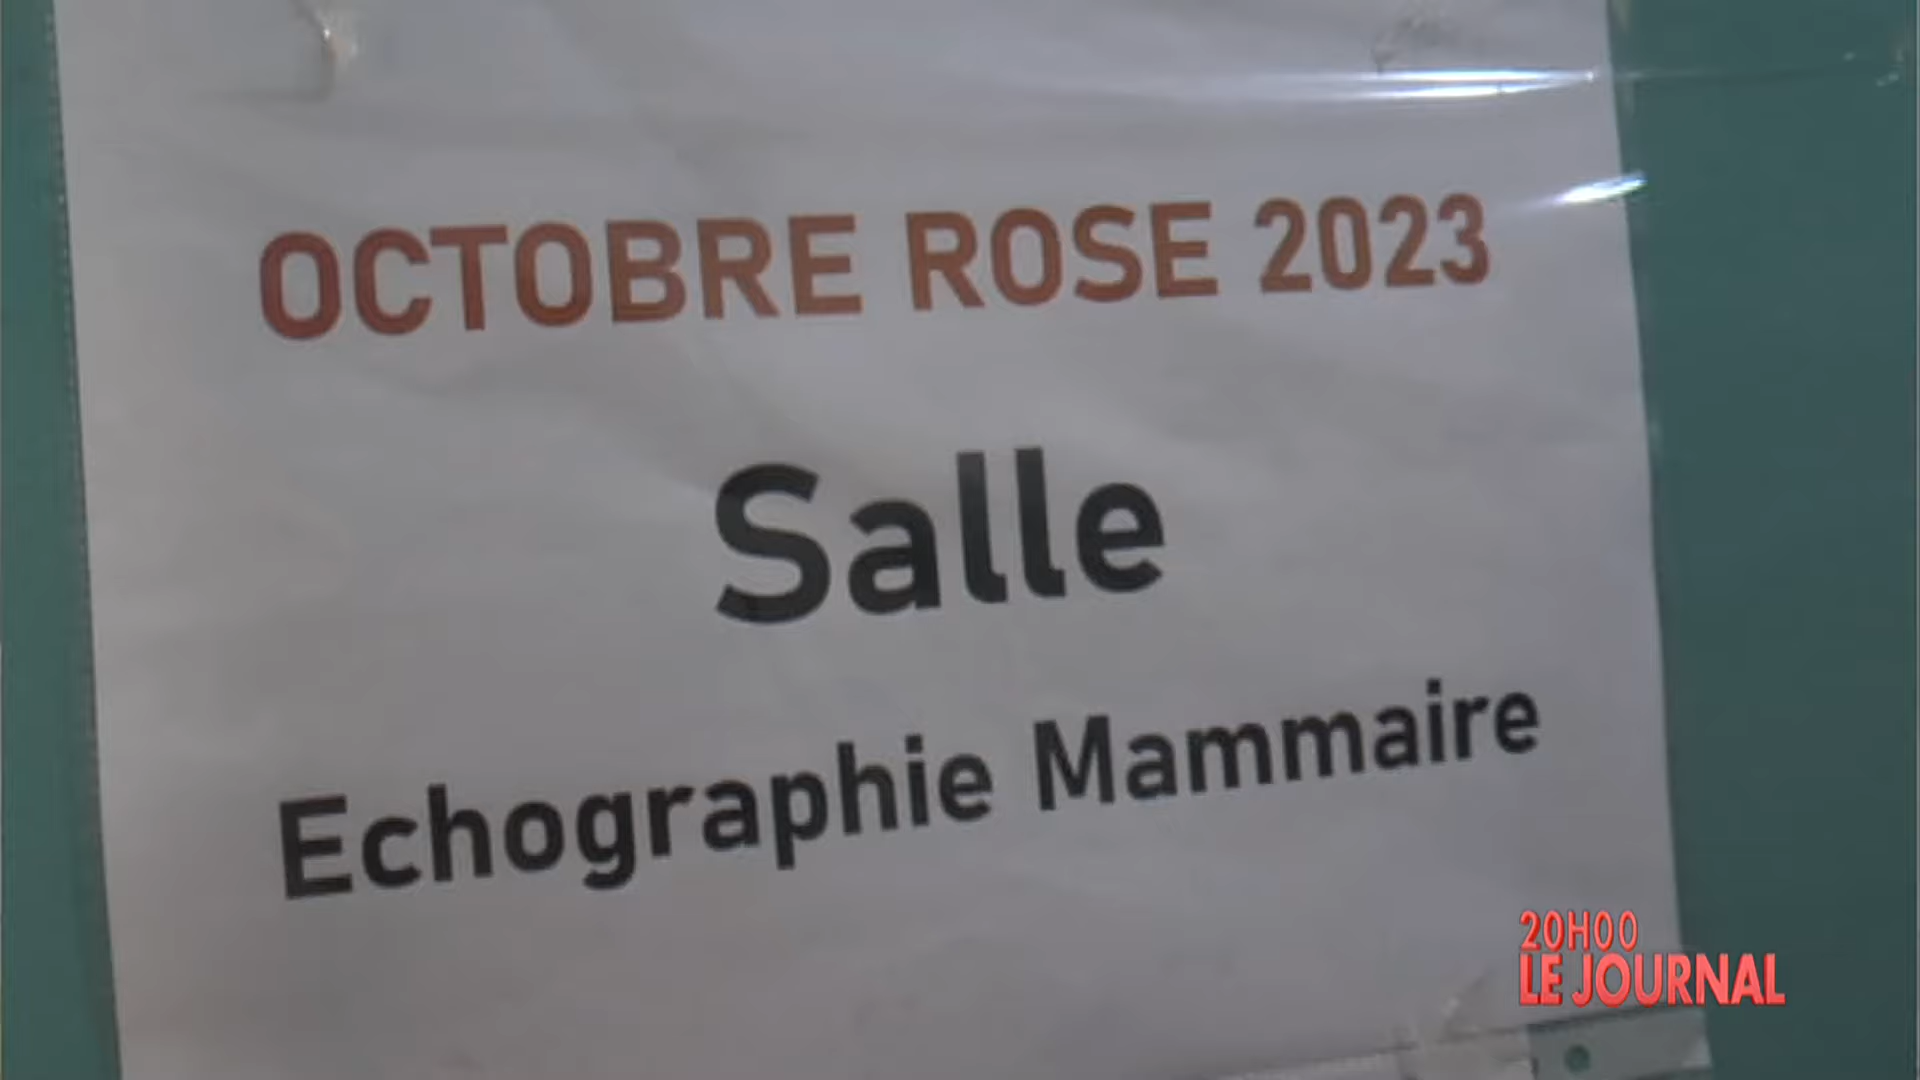 OCTOBRE ROSE 2023
Salle
Echographie Mammaire
20H00
LE JOURNAL